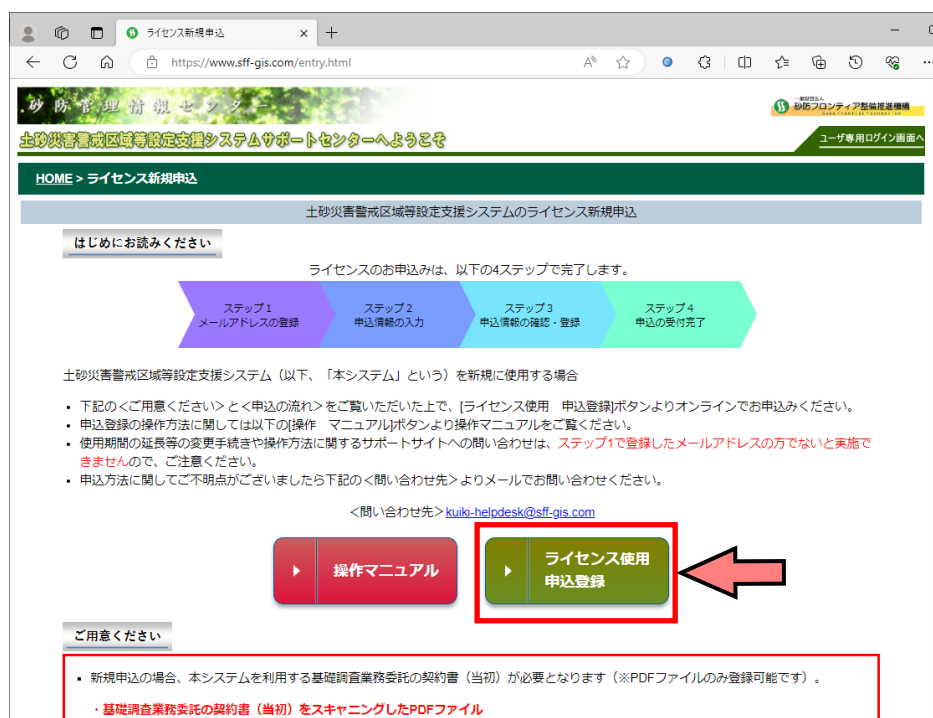 ライセンス新規申込
https://www.sff-gis.com/entry.html
砂防管理情報センター
一般財団法人
砂防フロンティア整備推進機構
土砂災害警戒区域等設定支援システムサポートセンターへようこそ
ユーザ専用ログイン画面へ
HOME > ライセンス新規申込
土砂災害警戒区域等設定支援システムのライセンス新規申込
はじめにお読みください
ライセンスのお申込みは、以下の4ステップで完了します。
ステップ1
メールアドレスの登録
ステップ2
申込情報の入力
ステップ3
申込情報の確認・登録
ステップ4
申込の受付完了
土砂災害警戒区域等設定支援システム（以下、「本システム」という）を新規に使用する場合
• 下記の<ご用意ください>と<申込の流れ>をご覧いただいた上で、[ライセンス使用　申込登録]ボタンよりオンラインでお申込みください。
• 申込登録の操作方法に関しては以下の[操作　マニュアル]ボタンより操作マニュアルをご覧ください。
• 使用期間の延長等の変更手続きや操作方法に関するサポートサイトへの問い合わせは、ステップ1で登録したメールアドレスの方でないと実施で
きませんので、ご注意ください。
• 申込方法に関してご不明点がございましたら下記の<問い合わせ先>よりメールでお問い合わせください。
<問い合わせ先> kuiki-helpdesk@sff-gis.com
操作マニュアル
ライセンス使用
申込登録
ご用意ください
• 新規申込の場合、本システムを利用する基礎調査業務委託の契約書（当初）が必要となります（※PDFファイルのみ登録可能です）。
・基礎調査業務委託の契約書（当初）をスキャニングしたPDFファイル